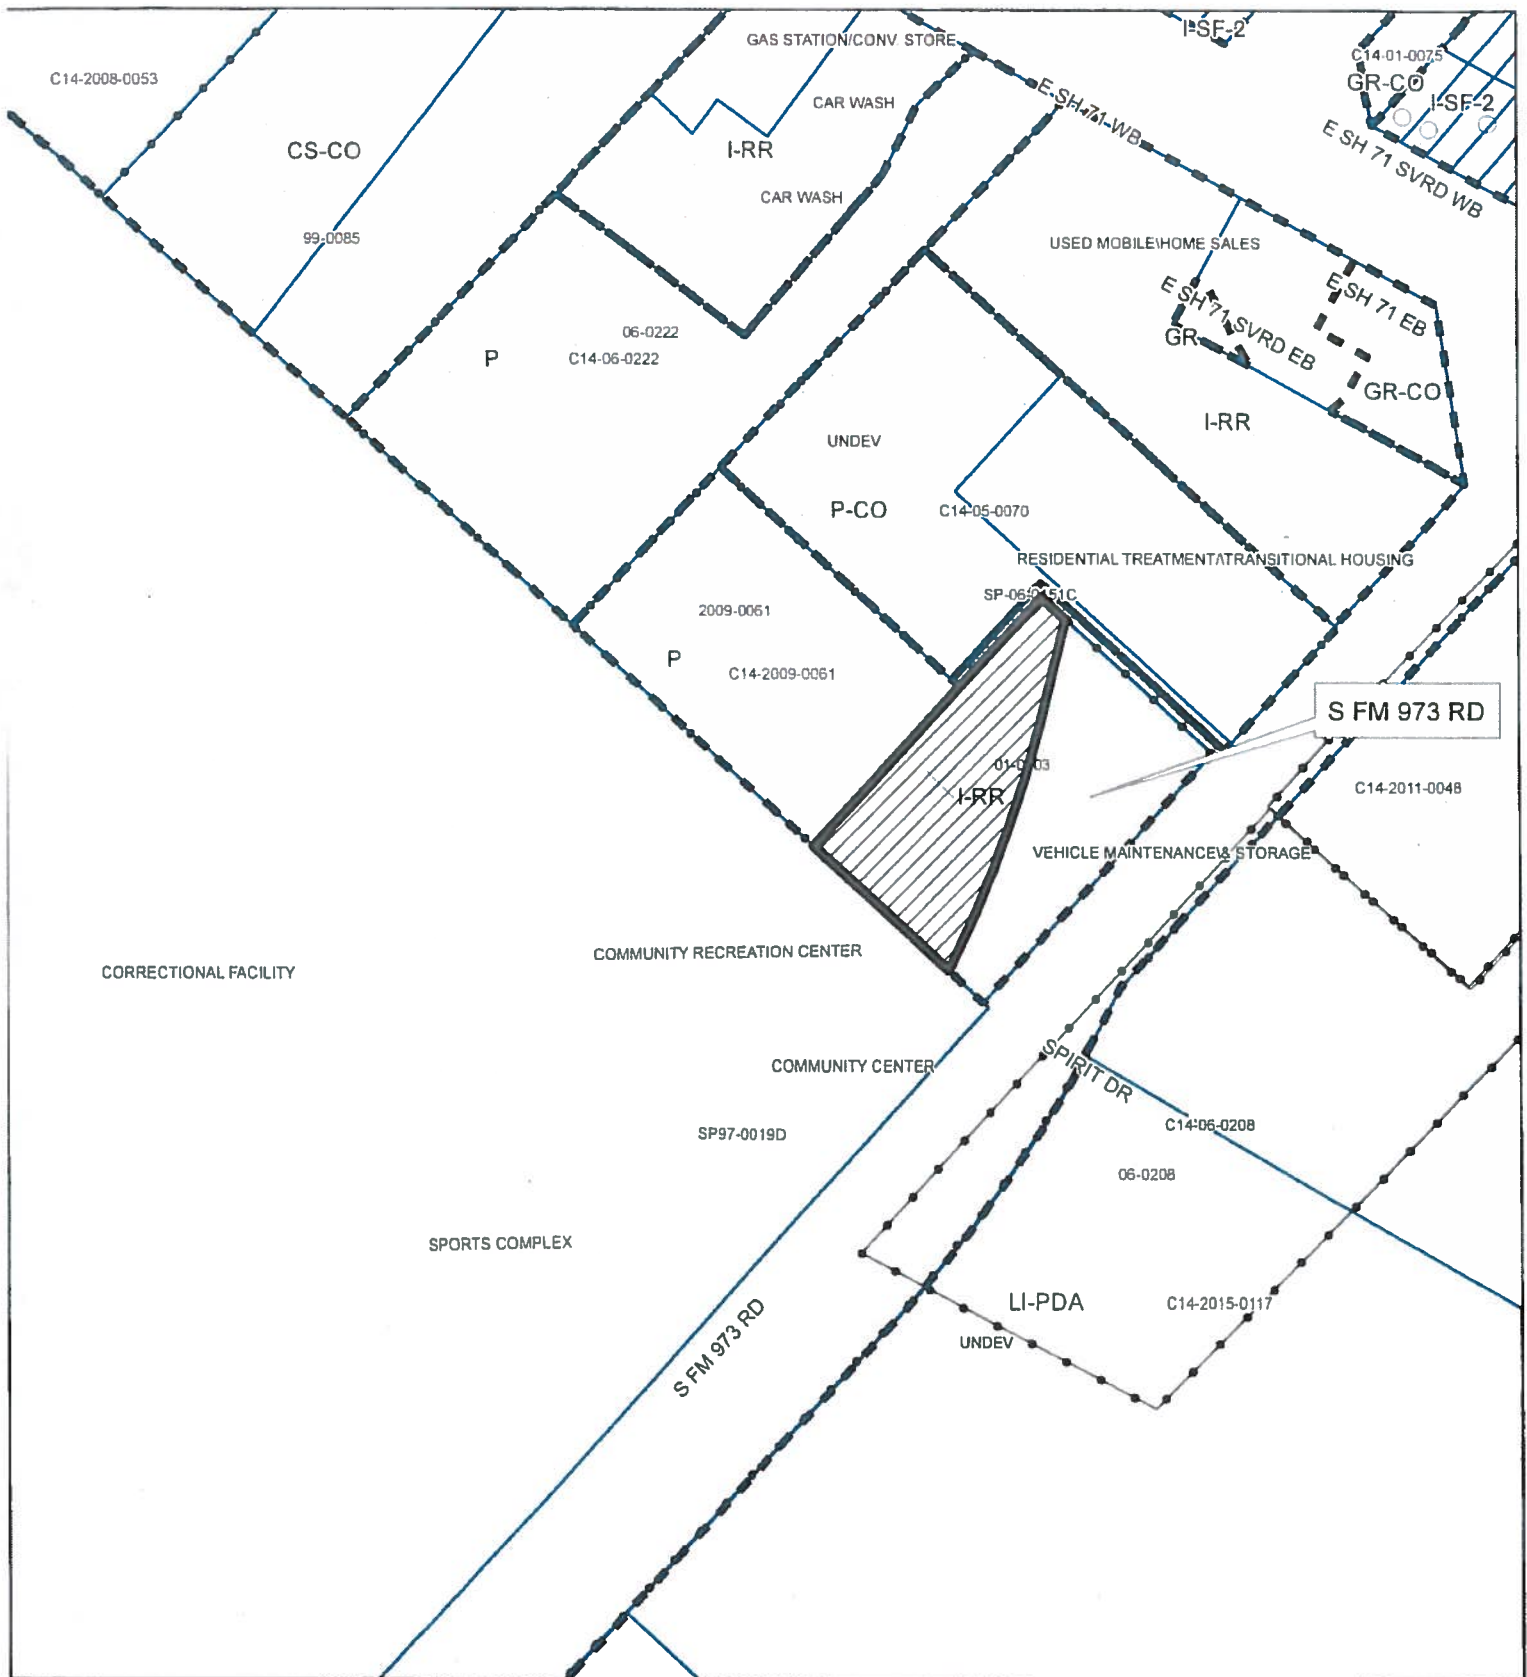 I-SF-2
GAS STATION/CONV. STORE
C14-01-0075
C14-2008-0053
GR-CO
CAR WASH
E SH 71 WB
I-SF-2
CS-CO
I-RR
E SH 71 SVRD WB
CAR WASH
99-0085
USED MOBILE\HOME SALES
E SH 71 SVRD EB
E SH 71 EB
06-0222
GR
P
C14-06-0222
GR-CO
I-RR
UNDEV
P-CO
C14-05-0070
RESIDENTIAL TREATMENT\TRANSITIONAL HOUSING
2009-0061
P
C14-2009-0061
S FM 973 RD
I-RR
C14-2011-0048
VEHICLE MAINTENANCE\& STORAGE
COMMUNITY RECREATION CENTER
CORRECTIONAL FACILITY
COMMUNITY CENTER
SPIRIT DR
SP97-0019D
C14-06-0208
06-0208
SPORTS COMPLEX
LI-PDA
C14-2015-0117
UNDEV
S FM 973 RD